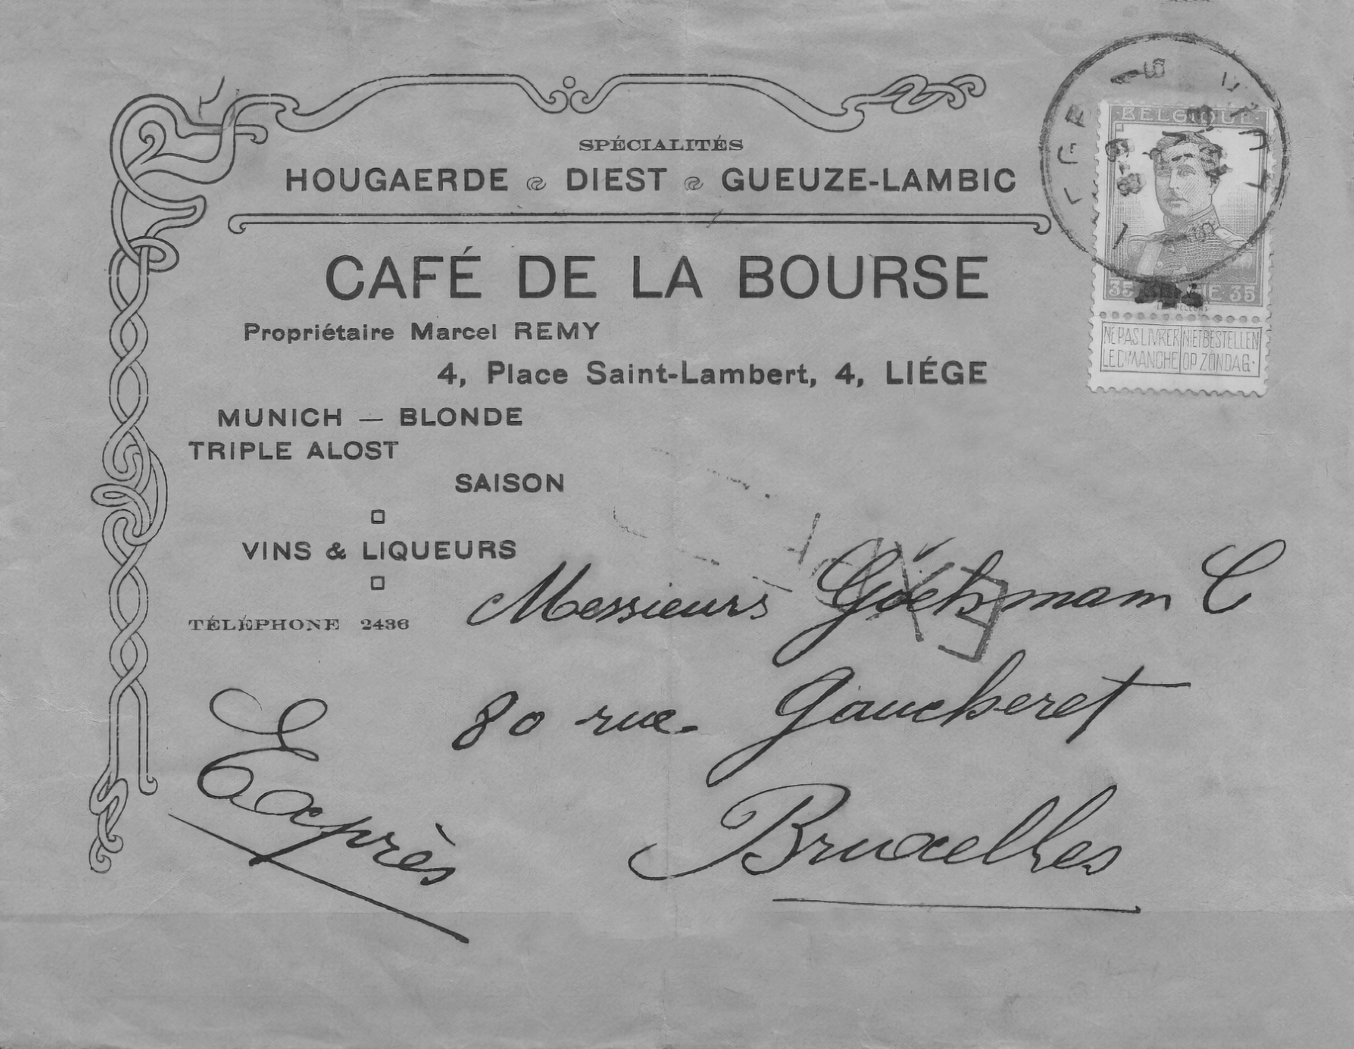 SPÉCIALITÉS
HOUGAERDE DIEST GUEUZE-LAMBIC
CAFÉ DE LA BOURSE
Propriétaire Marcel REMY
4, Place Saint-Lambert, 4, LIÉGE
MUNICH — BLONDE
TRIPLE ALOST
SAISON
VINS & LIQUEURS
TÉLÉPHONE 2436
BELGIQUE
35 35
NE PAS LIVRER NIET BESTELLEN
LE DIMANCHE OP ZONDAG
EXPRES
Messieurs C
80 rue Gaucheret
Bruxelles
Exprès